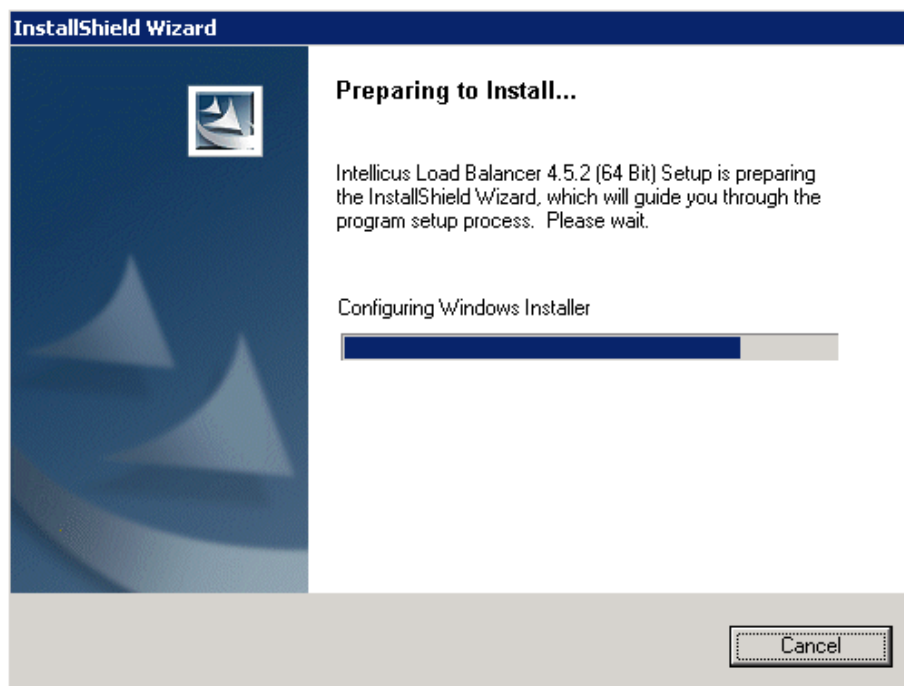 InstallShield Wizard
Preparing to Install...
Intellicus Load Balancer 4.5.2 (64 Bit) Setup is preparing
the InstallShield Wizard, which will guide you through the
program setup process.  Please wait.
Configuring Windows Installer
Cancel